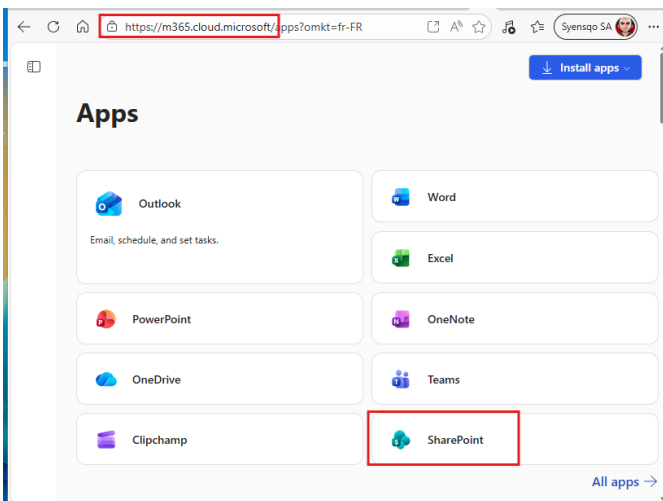 https://m365.cloud.microsoft/apps?omkt=fr-FR
Syensqo SA
Install apps
Apps
Outlook
Email, schedule, and set tasks.
Word
Excel
PowerPoint
OneNote
OneDrive
Teams
Clipchamp
SharePoint
All apps →